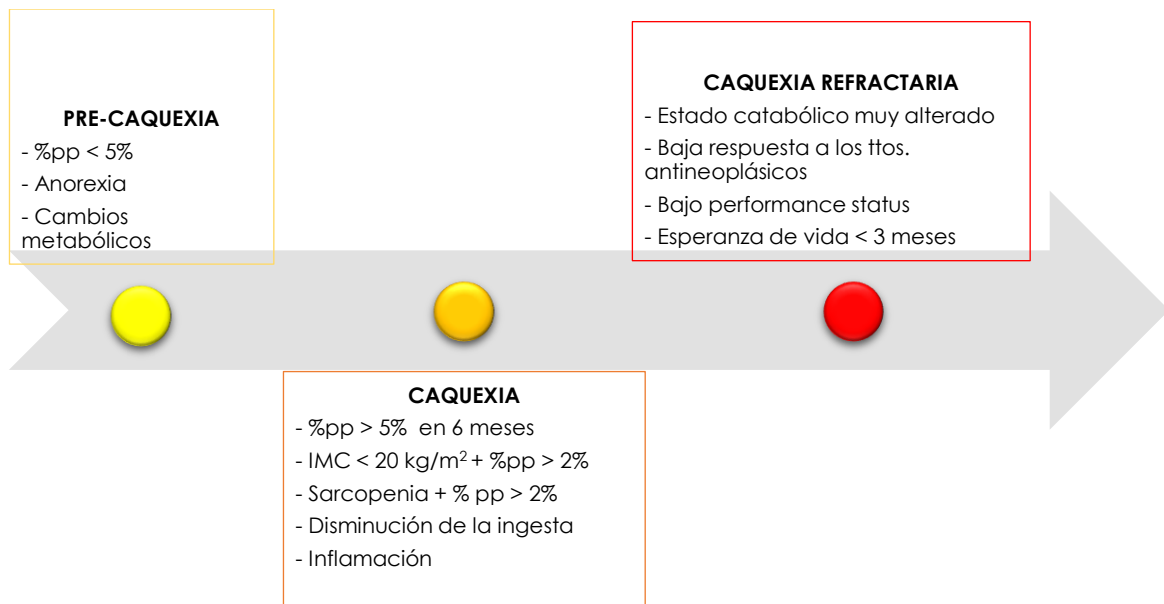 PRE-CAQUEXIA
- %pp < 5%
- Anorexia
- Cambios
metabólicos
CAQUEXIA
- %pp > 5%  en 6 meses
- IMC < 20 kg/m² + %pp > 2%
- Sarcopenia + % pp > 2%
- Disminución de la ingesta
- Inflamación
CAQUEXIA REFRACTARIA
- Estado catabólico muy alterado
- Baja respuesta a los ttos.
antineoplásicos
- Bajo performance status
- Esperanza de vida < 3 meses